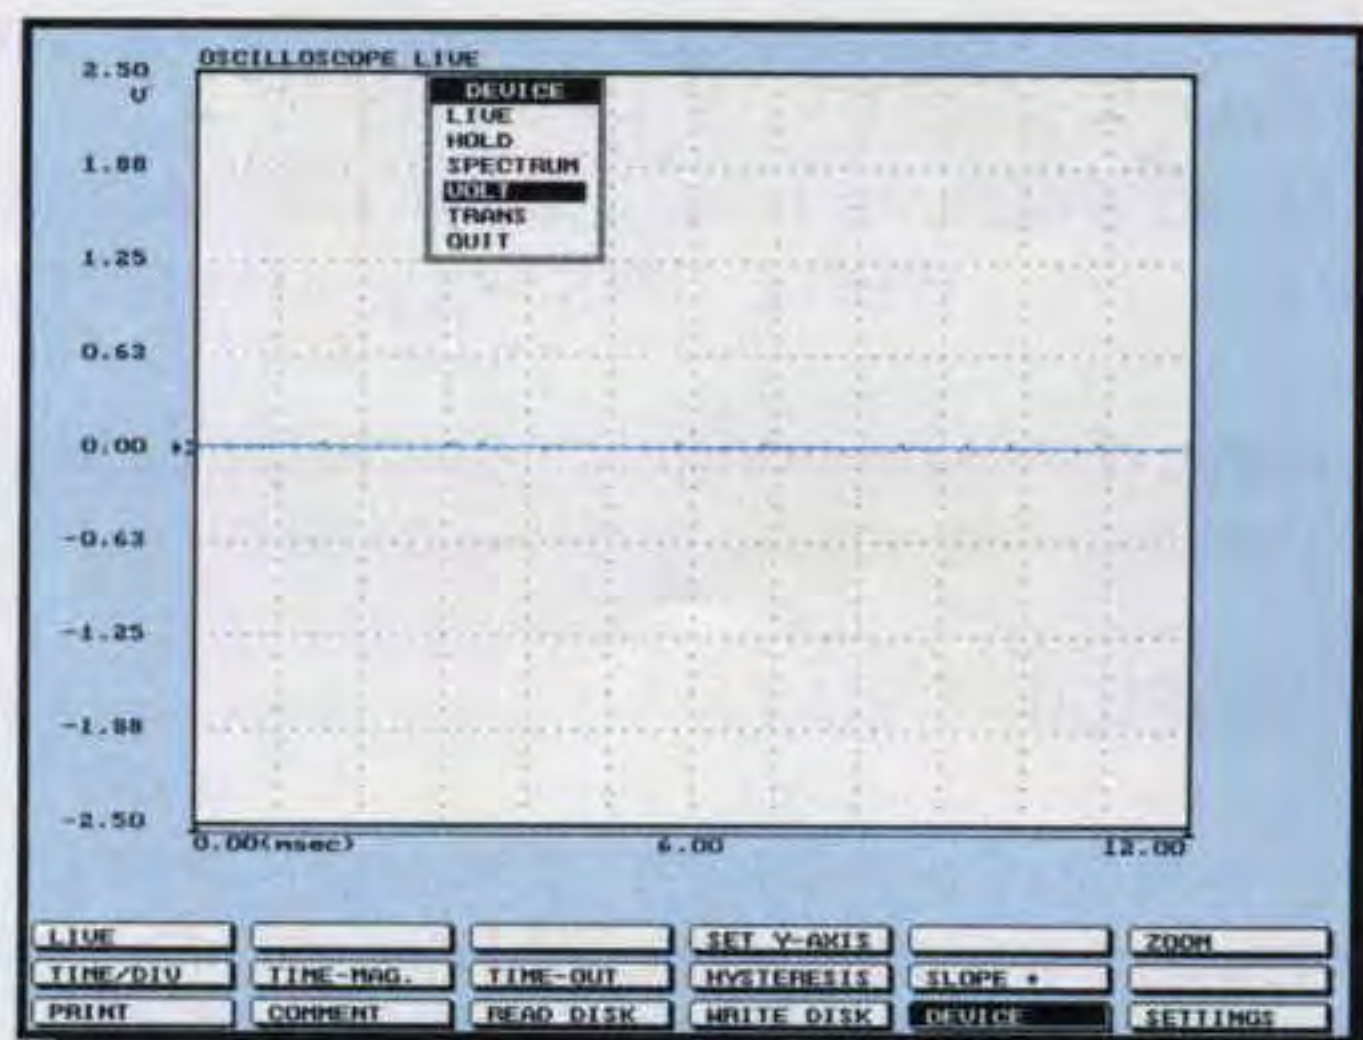 OSCILLOSCOPE LIVE
2.50
V
DEVICE
LIVE
HOLD
SPECTRUM
VOLT
TRANS
QUIT
1.88
1.25
0.63
0.00
-0.63
-1.25
-1.88
-2.50
0.00(msec) 6.00 12.00
LIVE SET Y-AXIS ZOOM
TIME/DIV TIME-MAG. TIME-OUT HYSTERESIS SLOPE +
PRINT COMMENT READ DISK WRITE DISK DEVICE SETTINGS